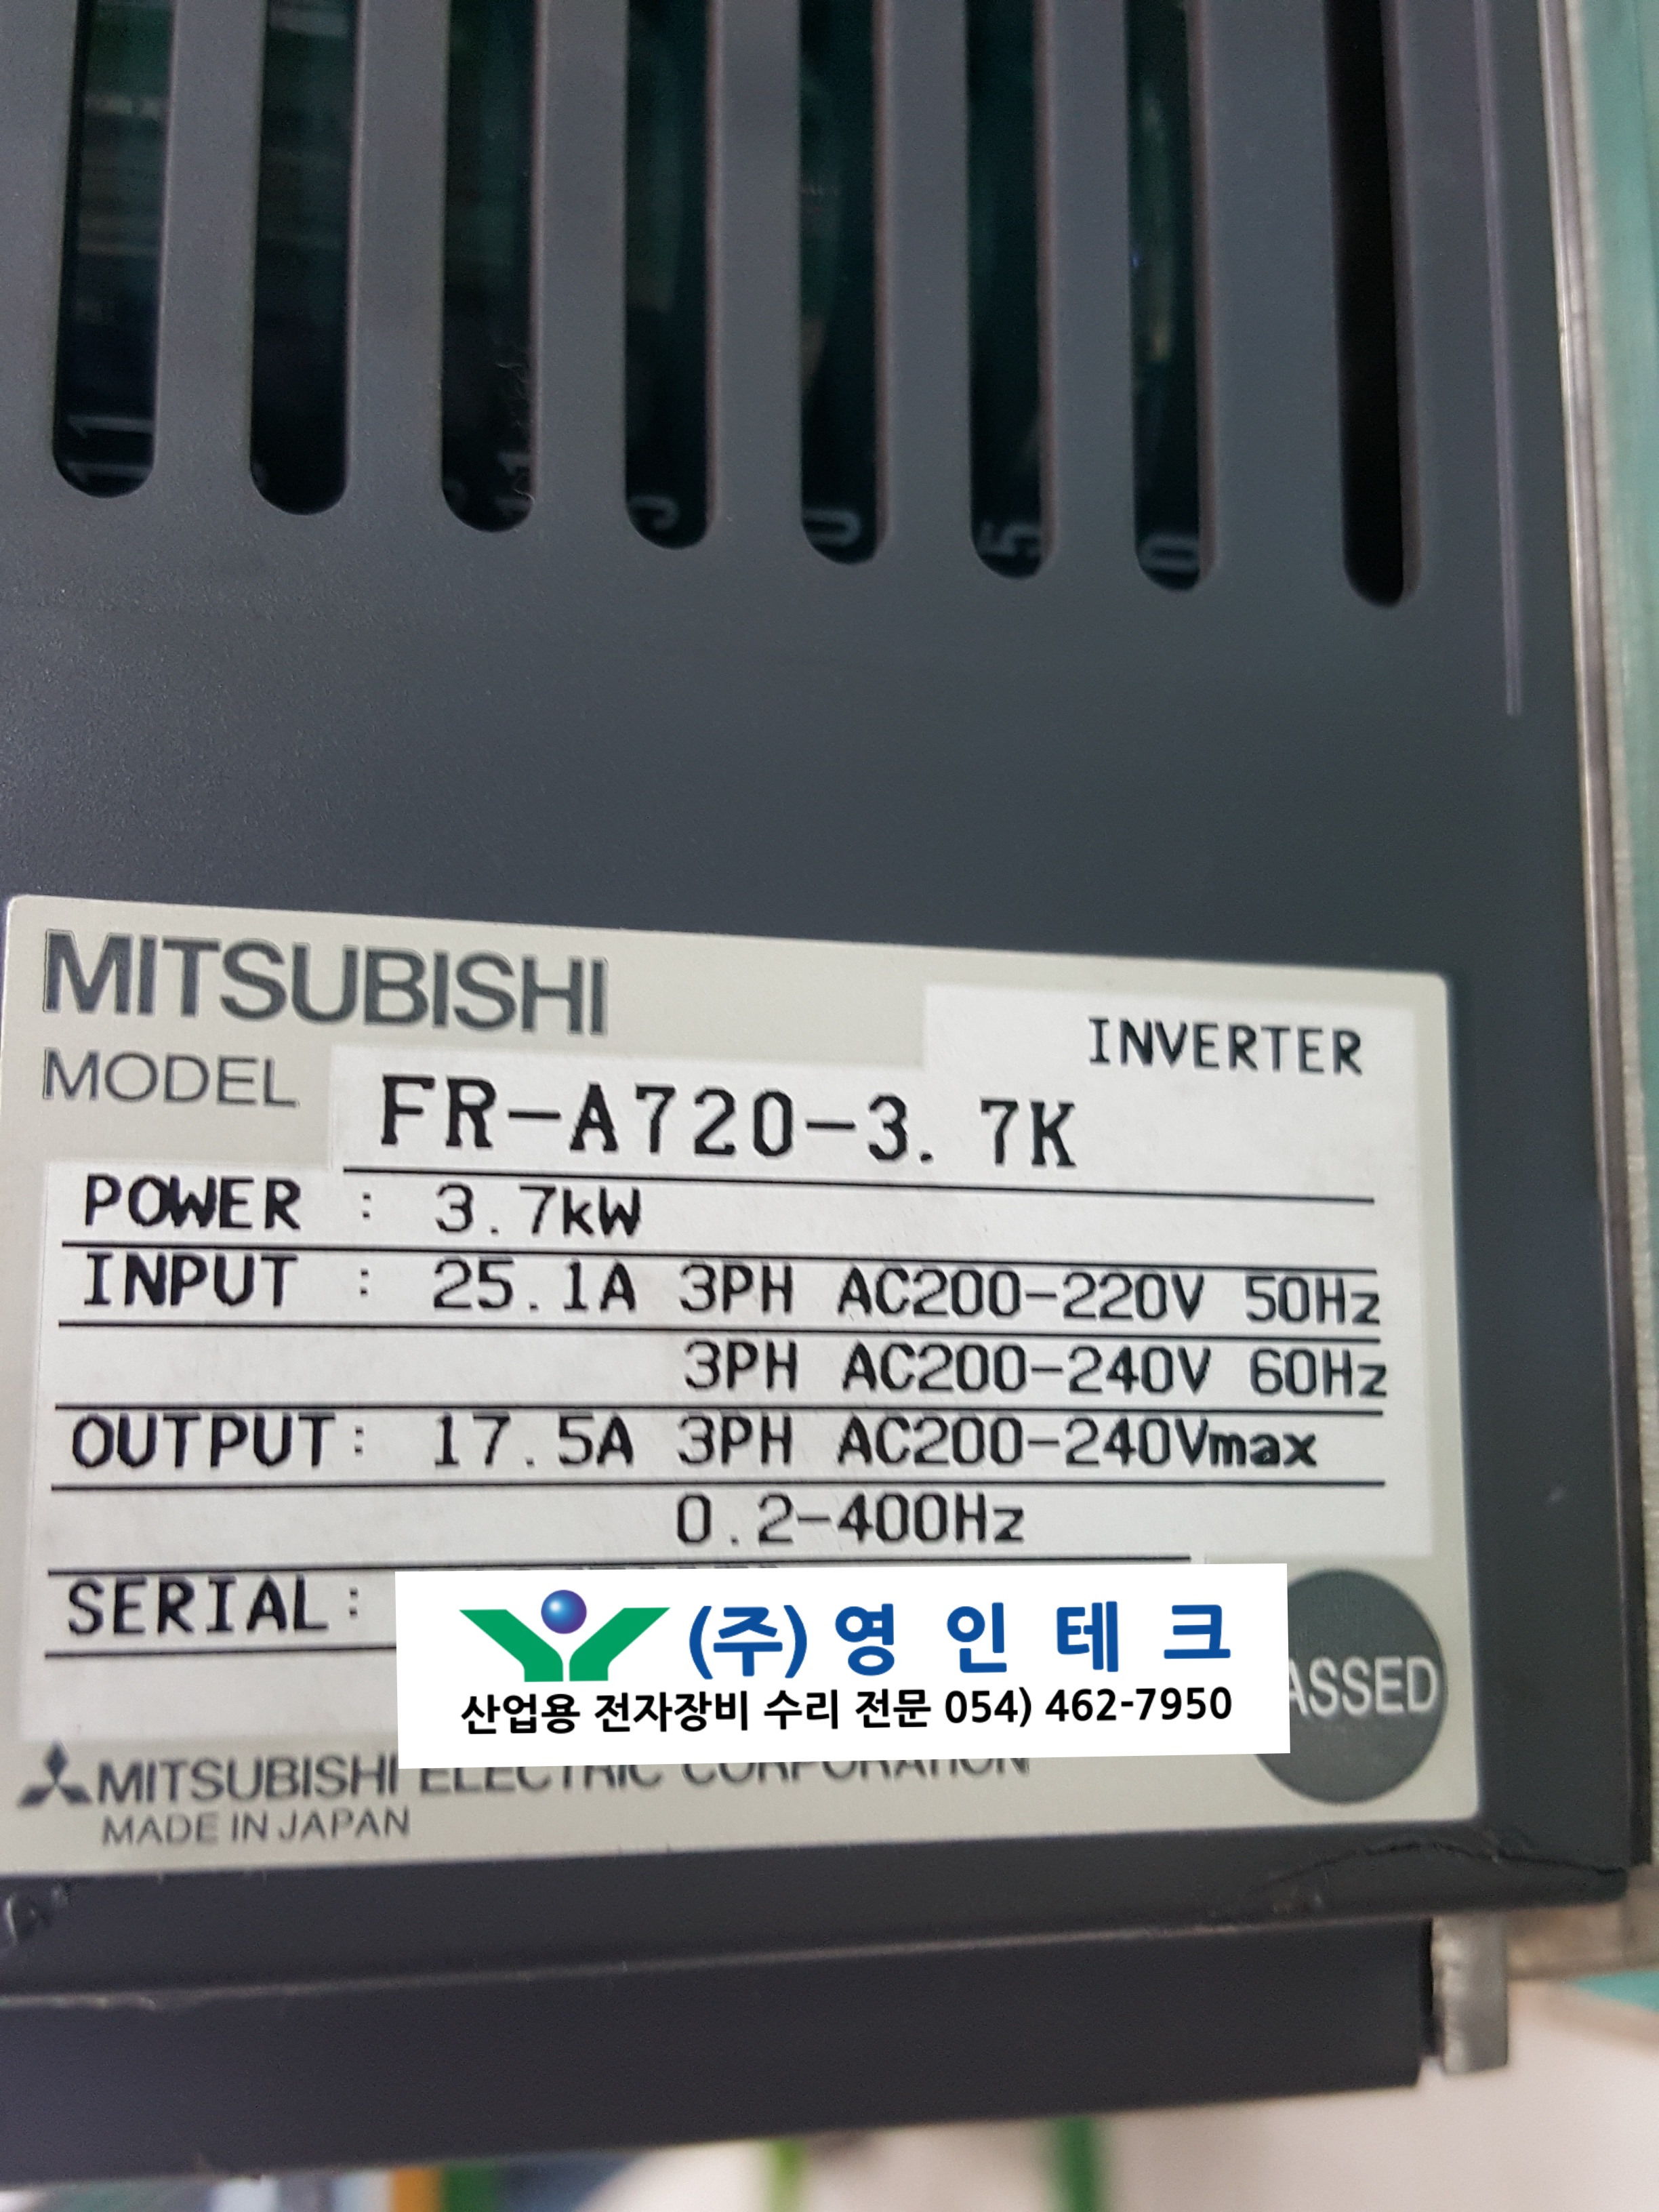 MITSUBISHI
INVERTER
MODEL FR-A720-3.7K
POWER : 3.7kW
INPUT : 25.1A 3PH AC200-220V 50Hz
3PH AC200-240V 60Hz
OUTPUT: 17.5A 3PH AC200-240Vmax
0.2-400Hz
SERIAL:
(주)영인테크
산업용 전자장비 수리 전문 054) 462-7950
ASSED
MITSUBISHI ELECTRIC CORPORATION
MADE IN JAPAN